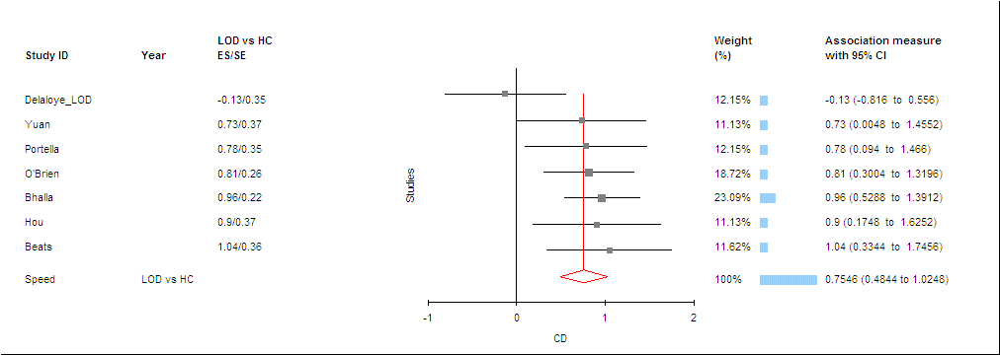 LOD vs HC Weight Association measure
Study ID Year ES/SE (%) with 95% CI
Delaloye_LOD -0.13/0.35 12.15% -0.13 (-0.816 to 0.556)
Yuan 0.73/0.37 11.13% 0.73 (0.0048 to 1.4552)
Portella 0.78/0.35 12.15% 0.78 (0.094 to 1.466)
O'Brien 0.81/0.26 18.72% 0.81 (0.3004 to 1.3196)
Bhalla 0.96/0.22 23.09% 0.96 (0.5288 to 1.3912)
Hou 0.9/0.37 11.13% 0.9 (0.1748 to 1.6252)
Beats 1.04/0.36 11.62% 1.04 (0.3344 to 1.7456)
Speed LOD vs HC 100% 0.7546 (0.4844 to 1.0248)
Studies
-1 0 1 2
CD